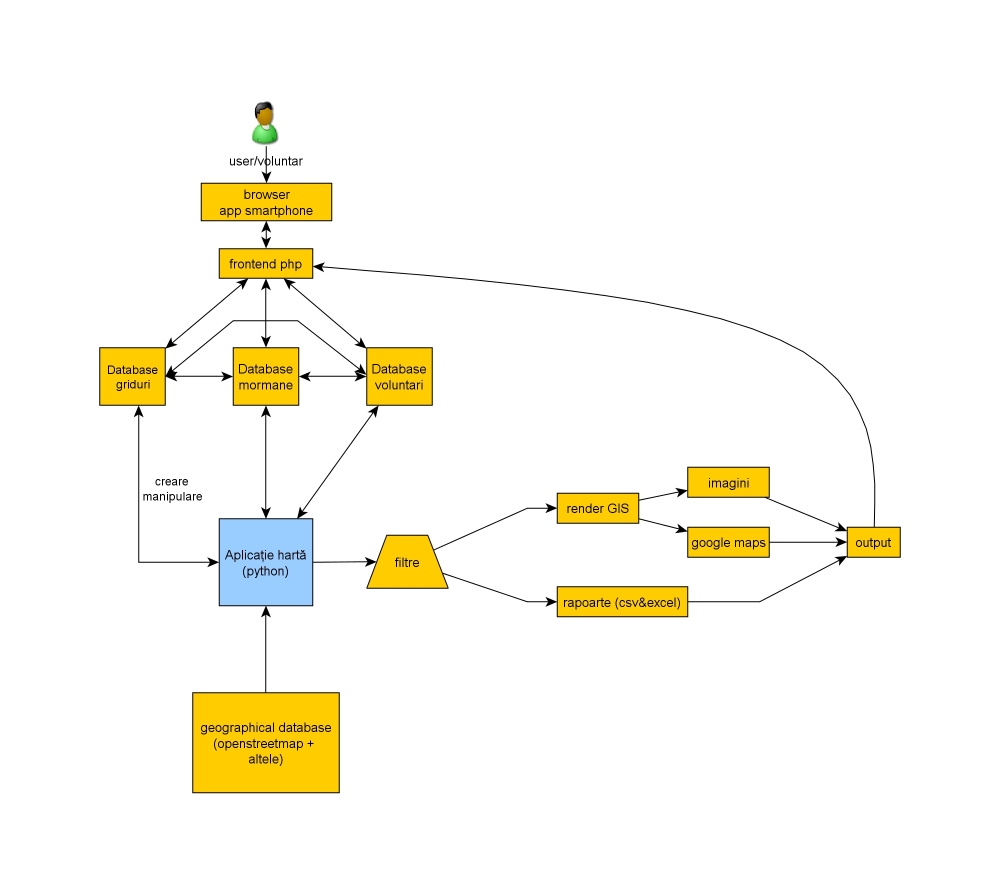 user/voluntar
browser
app smartphone
frontend php
Database
griduri
Database
mormane
Database
voluntari
creare
manipulare
Aplicație hartă
(python)
filtre
render GIS
imagini
google maps
output
rapoarte (csv&excel)
geographical database
(openstreetmap +
altele)